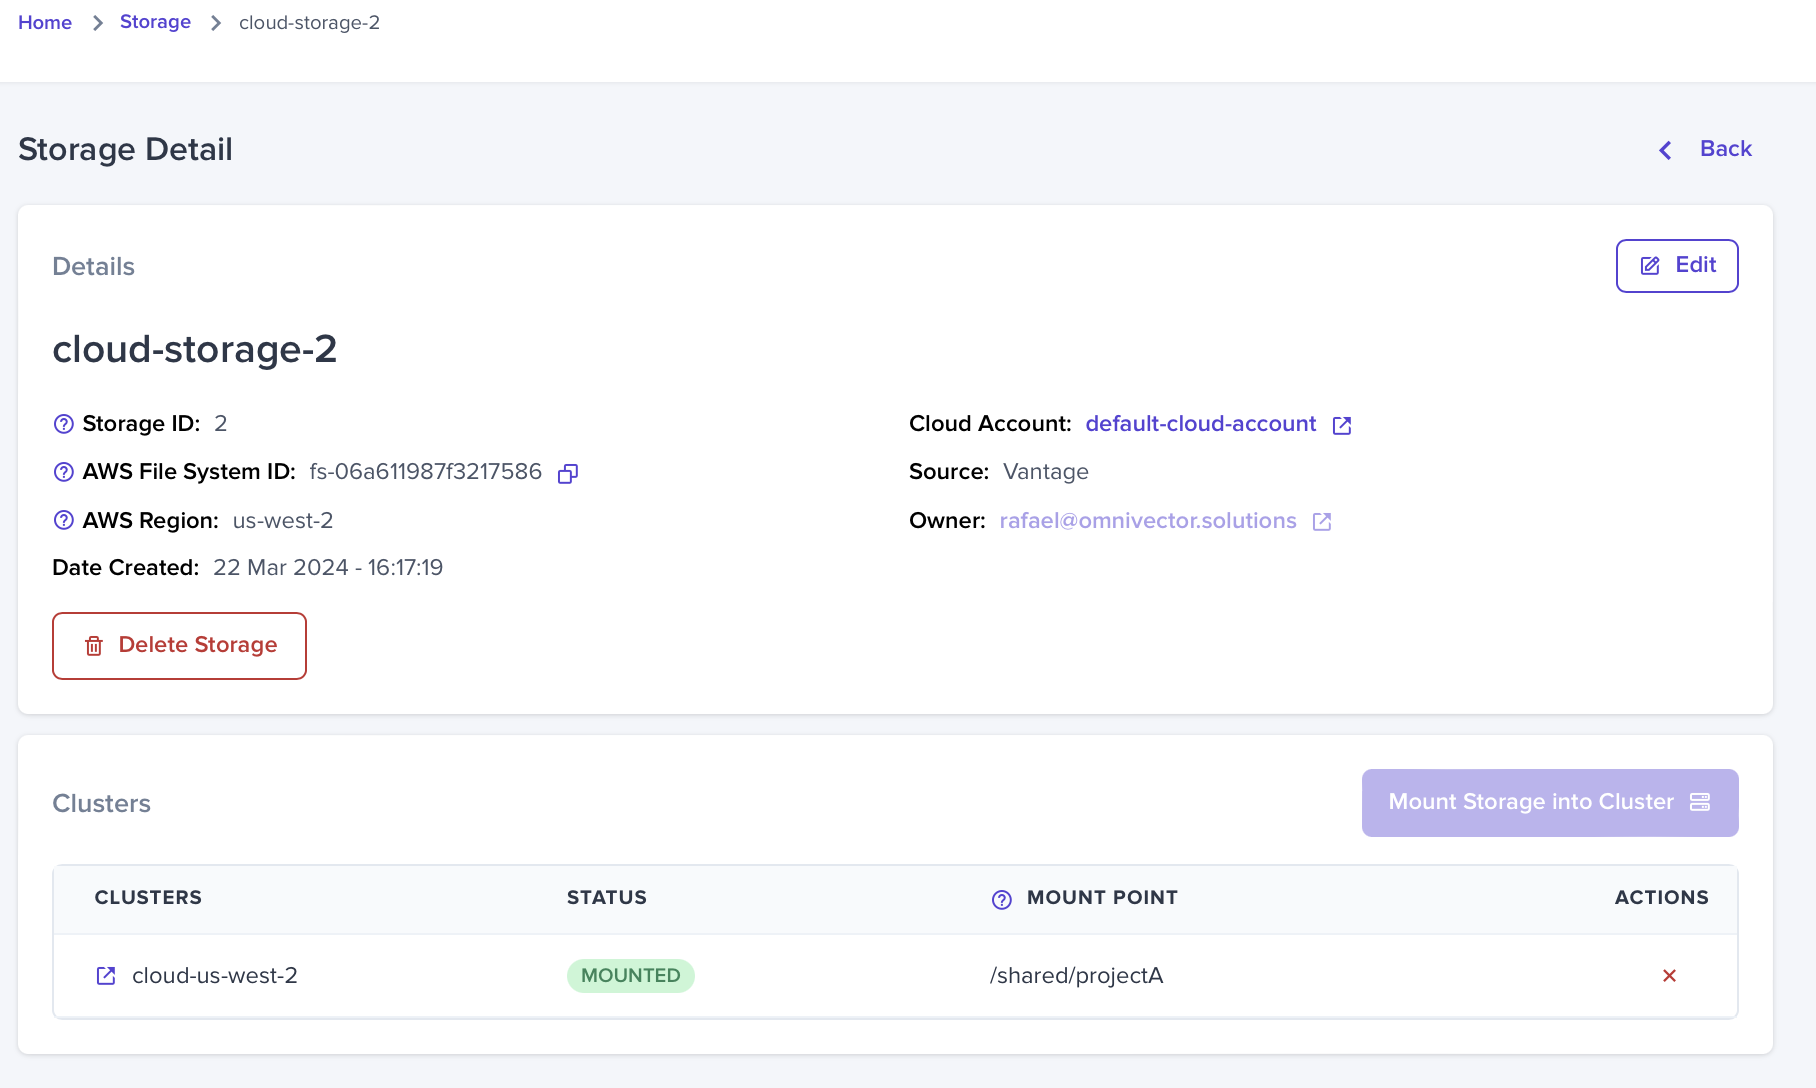 Home Storage cloud-storage-2
Storage Detail
Back
Details
Edit
cloud-storage-2
Storage ID: 2
AWS File System ID: fs-06a611987f3217586
AWS Region: us-west-2
Date Created: 22 Mar 2024 - 16:17:19
Cloud Account: default-cloud-account
Source: Vantage
Owner: rafael@omnivector.solutions
Delete Storage
Clusters
Mount Storage into Cluster
CLUSTERS STATUS MOUNT POINT ACTIONS
cloud-us-west-2 MOUNTED /shared/projectA